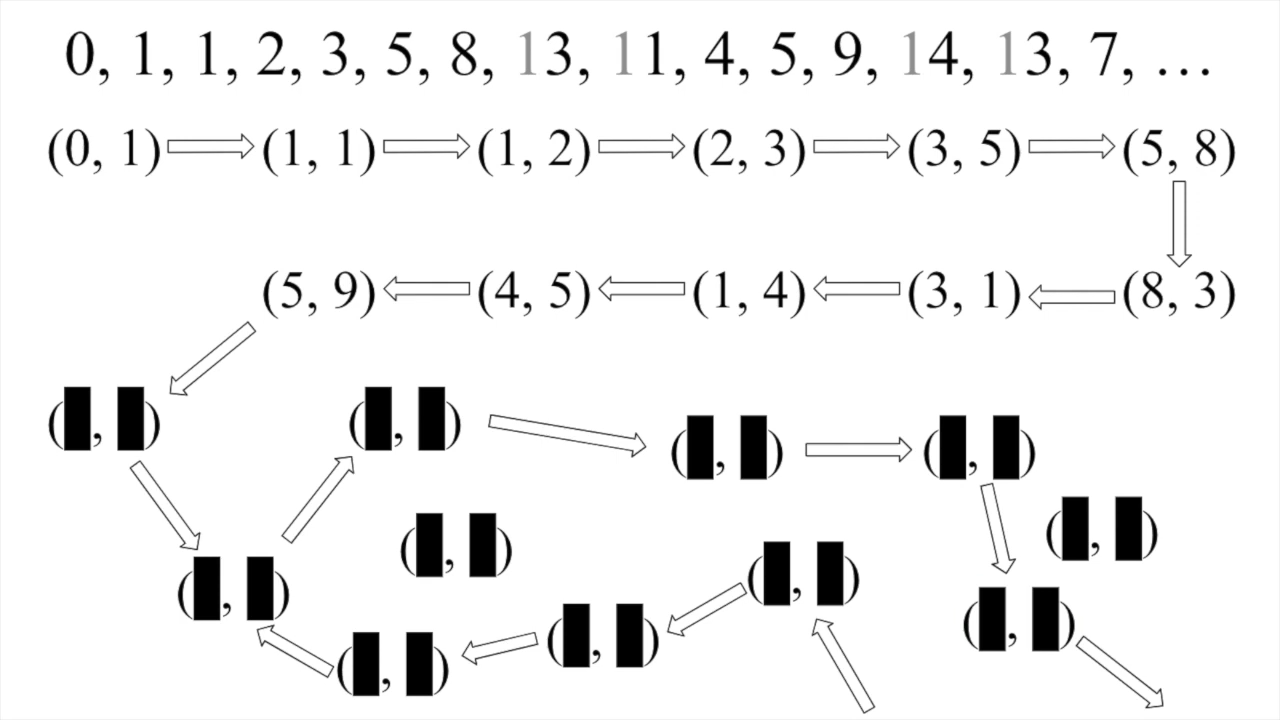 0, 1, 1, 2, 3, 5, 8, 13, 11, 4, 5, 9, 14, 13, 7, …
(0, 1) (1, 1) (1, 2) (2, 3) (3, 5) (5, 8)
(5, 9) (4, 5) (1, 4) (3, 1) (8, 3)